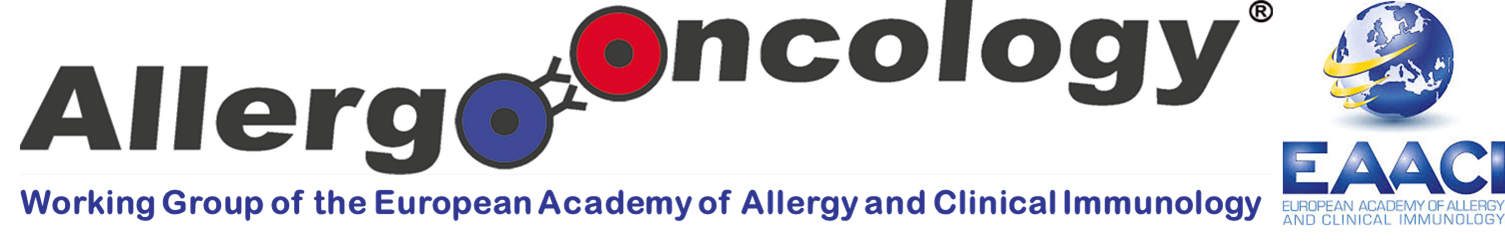 AllergoOncology®
Working Group of the European Academy of Allergy and Clinical Immunology
EAACI
EUROPEAN ACADEMY OF ALLERGY
AND CLINICAL IMMUNOLOGY